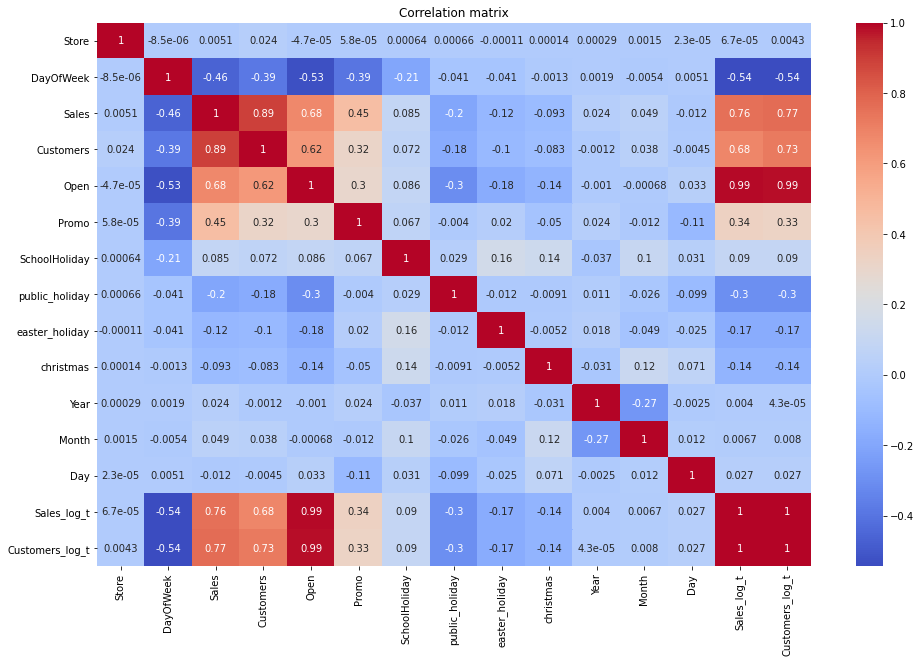 Correlation matrix
Store 1 -8.5e-06 0.0051 0.024 -4.7e-05 5.8e-05 0.00064 0.00066 -0.00011 0.00014 0.00029 0.0015 2.3e-05 6.7e-05 0.0043
DayOfWeek -8.5e-06 1 -0.46 -0.39 -0.53 -0.39 -0.21 -0.041 -0.041 -0.0013 0.0019 -0.0054 0.0051 -0.54 -0.54
Sales 0.0051 -0.46 1 0.89 0.68 0.45 0.085 -0.2 -0.12 -0.093 0.024 0.049 -0.012 0.76 0.77
Customers 0.024 -0.39 0.89 1 0.62 0.32 0.072 -0.18 -0.1 -0.083 -0.0012 0.038 -0.0045 0.68 0.73
Open -4.7e-05 -0.53 0.68 0.62 1 0.3 0.086 -0.3 -0.18 -0.14 -0.001 -0.00068 0.033 0.99 0.99
Promo 5.8e-05 -0.39 0.45 0.32 0.3 1 0.067 -0.004 0.02 -0.05 0.024 -0.012 -0.11 0.34 0.33
SchoolHoliday 0.00064 -0.21 0.085 0.072 0.086 0.067 1 0.029 0.16 0.14 -0.037 0.1 0.031 0.09 0.09
public_holiday 0.00066 -0.041 -0.2 -0.18 -0.3 -0.004 0.029 1 -0.012 -0.0091 0.011 -0.026 -0.099 -0.3 -0.3
easter_holiday -0.00011 -0.041 -0.12 -0.1 -0.18 0.02 0.16 -0.012 1 -0.0052 0.018 -0.049 -0.025 -0.17 -0.17
christmas 0.00014 -0.0013 -0.093 -0.083 -0.14 -0.05 0.14 -0.0091 -0.0052 1 -0.031 0.12 0.071 -0.14 -0.14
Year 0.00029 0.0019 0.024 -0.0012 -0.001 0.024 -0.037 0.011 0.018 -0.031 1 -0.27 -0.0025 0.004 4.3e-05
Month 0.0015 -0.0054 0.049 0.038 -0.00068 -0.012 0.1 -0.026 -0.049 0.12 -0.27 1 0.012 0.0067 0.008
Day 2.3e-05 0.0051 -0.012 -0.0045 0.033 -0.11 0.031 -0.099 -0.025 0.071 -0.0025 0.012 1 0.027 0.027
Sales_log_t 6.7e-05 -0.54 0.76 0.68 0.99 0.34 0.09 -0.3 -0.17 -0.14 0.004 0.0067 0.027 1 1
Customers_log_t 0.0043 -0.54 0.77 0.73 0.99 0.33 0.09 -0.3 -0.17 -0.14 4.3e-05 0.008 0.027 1 1
Store
DayOfWeek
Sales
Customers
Open
Promo
SchoolHoliday
public_holiday
easter_holiday
christmas
Year
Month
Day
Sales_log_t
Customers_log_t
1.0
0.8
0.6
0.4
0.2
0.0
−0.2
−0.4